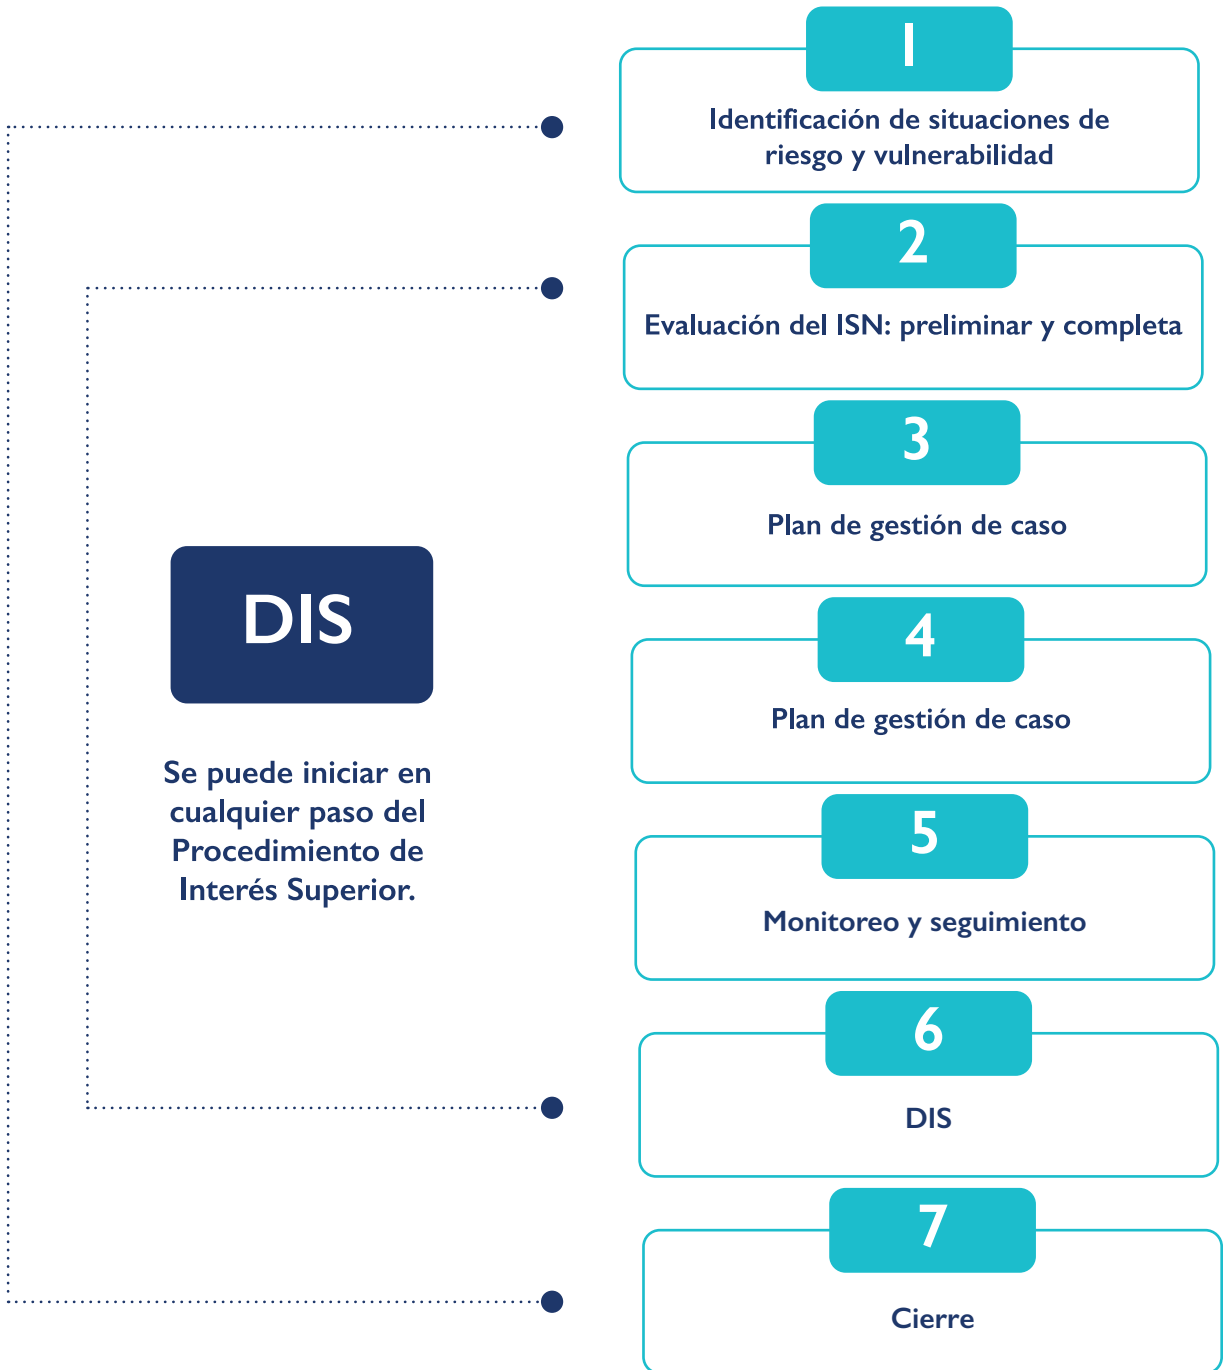 1
Identificación de situaciones de
riesgo y vulnerabilidad
2
Evaluación del ISN: preliminar y completa
3
Plan de gestión de caso
4
Plan de gestión de caso
5
Monitoreo y seguimiento
6
DIS
7
Cierre
DIS
Se puede iniciar en
cualquier paso del
Procedimiento de
Interés Superior.